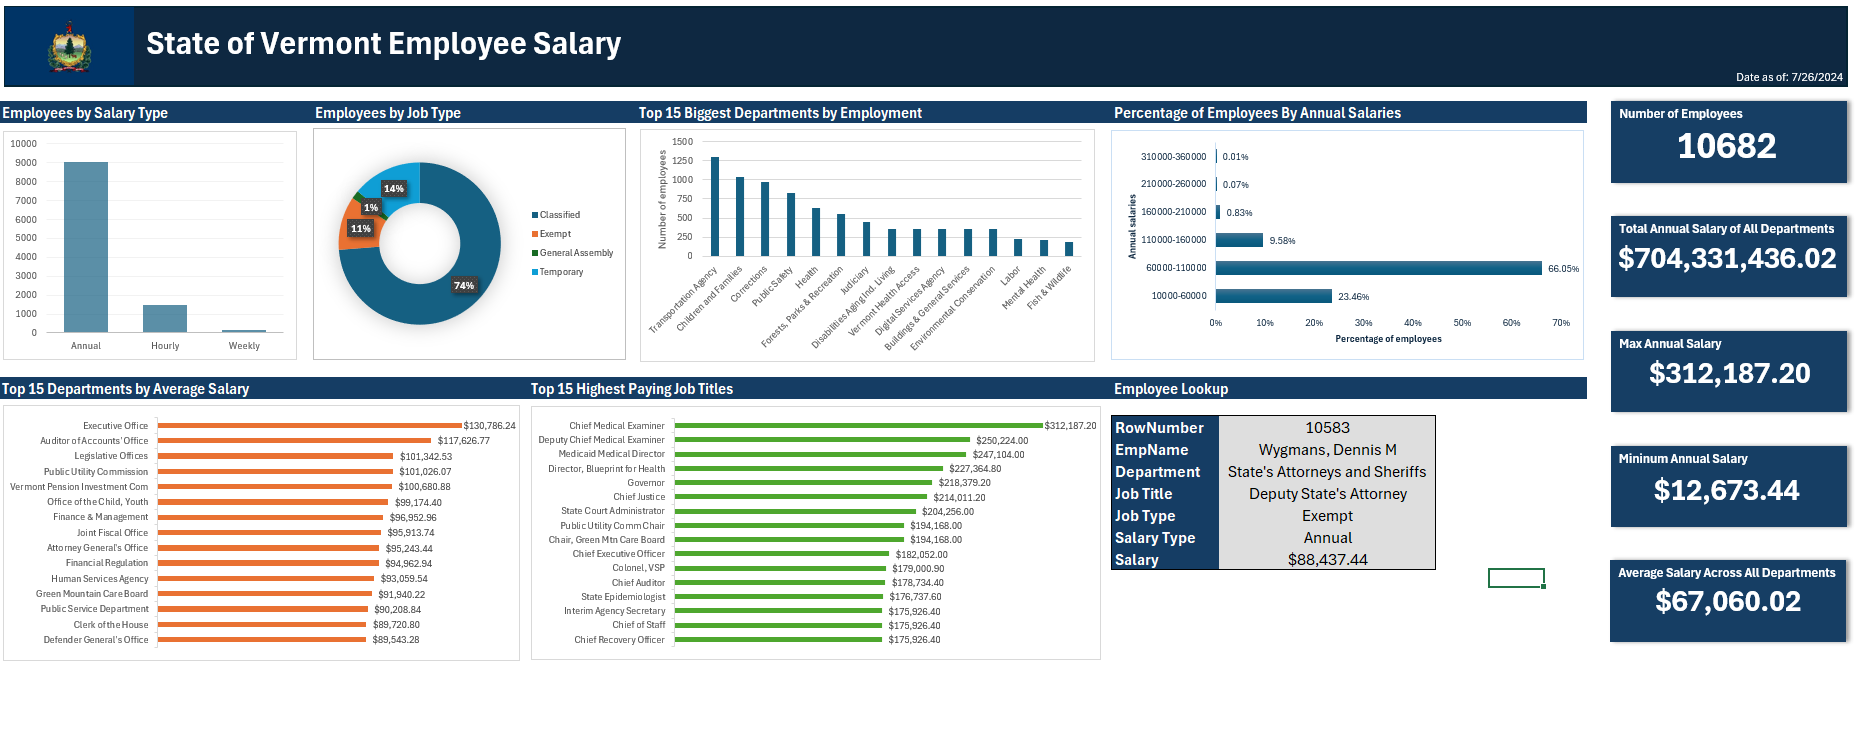 State of Vermont Employee Salary
Date as of: 7/26/2024
Employees by Salary Type
10000
9000
8000
7000
6000
5000
4000
3000
2000
1000
0
Annual
Hourly
Weekly
Employees by Job Type
14%
1%
11%
74%
Classified
Exempt
General Assembly
Temporary
Top 15 Biggest Departments by Employment
Number of employees
1500
1250
1000
750
500
250
0
Transportation Agency
Children and Families
Corrections
Public Safety
Health
Forests, Parks & Recreation
Judiciary
Disabilities Aging Ind. Living
Vermont Health Access
Digital Services Agency
Buildings & General Services
Environmental Conservation
Labor
Mental Health
Fish & Wildlife
Percentage of Employees By Annual Salaries
Annual salaries
310000-360000 0.01%
210000-260000 0.07%
160000-210000 0.83%
110000-160000 9.58%
60000-110000 66.05%
10000-60000 23.46%
0% 10% 20% 30% 40% 50% 60% 70%
Percentage of employees
Number of Employees
10682
Total Annual Salary of All Departments
$704,331,436.02
Max Annual Salary
$312,187.20
Mininum Annual Salary
$12,673.44
Average Salary Across All Departments
$67,060.02
Top 15 Departments by Average Salary
Executive Office $130,786.24
Auditor of Accounts' Office $117,626.77
Legislative Offices $101,342.53
Public Utility Commission $101,026.07
Vermont Pension Investment Com $100,680.88
Office of the Child, Youth $99,174.40
Finance & Management $96,952.96
Joint Fiscal Office $95,913.74
Attorney General's Office $95,243.44
Financial Regulation $94,962.94
Human Services Agency $93,059.54
Green Mountain Care Board $91,940.22
Public Service Department $90,208.84
Clerk of the House $89,720.80
Defender General's Office $89,543.28
Top 15 Highest Paying Job Titles
Chief Medical Examiner $312,187.20
Deputy Chief Medical Examiner $250,224.00
Medicaid Medical Director $247,104.00
Director, Blueprint for Health $227,364.80
Governor $218,379.20
Chief Justice $214,011.20
State Court Administrator $204,256.00
Public Utility Comm Chair $194,168.00
Chair, Green Mtn Care Board $194,168.00
Chief Executive Officer $182,052.00
Colonel, VSP $179,000.90
Chief Auditor $178,734.40
State Epidemiologist $176,737.60
Interim Agency Secretary $175,926.40
Chief of Staff $175,926.40
Chief Recovery Officer $175,926.40
Employee Lookup
RowNumber 10583
EmpName Wygmans, Dennis M
Department State's Attorneys and Sheriffs
Job Title Deputy State's Attorney
Job Type Exempt
Salary Type Annual
Salary $88,437.44